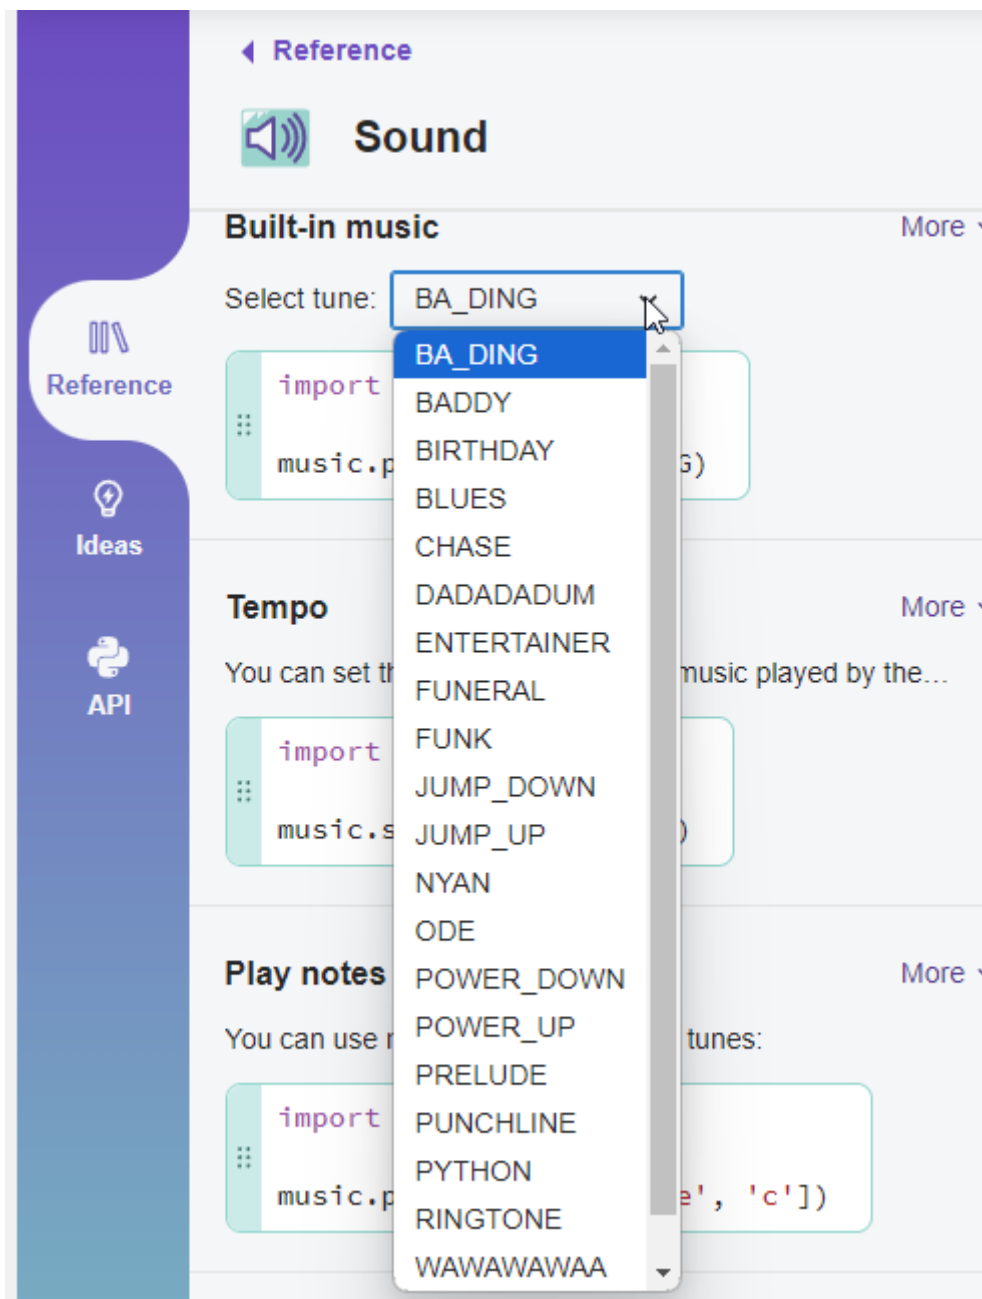 Reference
Sound
Built-in music
More
Select tune: BA_DING
BA_DING
BADDY
BIRTHDAY
BLUES
CHASE
DADADADUM
ENTERTAINER
FUNERAL
FUNK
JUMP_DOWN
JUMP_UP
NYAN
ODE
POWER_DOWN
POWER_UP
PRELUDE
PUNCHLINE
PYTHON
RINGTONE
WAWAWAWAA
import
music.p G)
Tempo
More
You can set th music played by the...
import
music.s )
Play notes
More
You can use tunes:
import
music.p e', 'c'])
Reference
Ideas
API